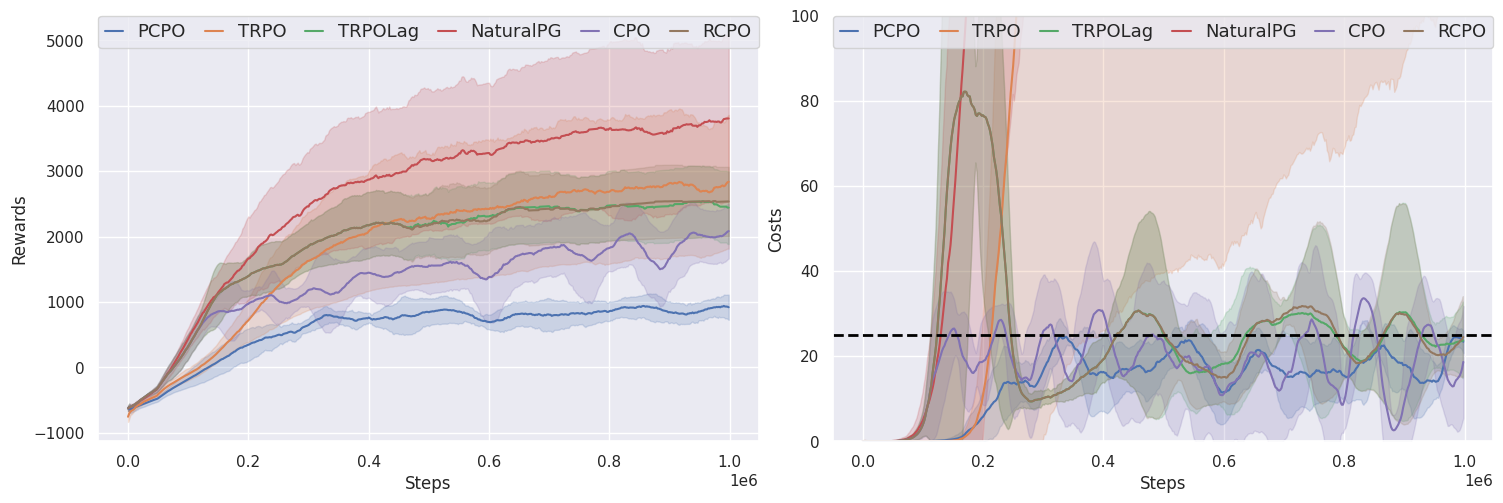 PCPO TRPO TRPOLag NaturalPG CPO RCPO
5000
4000
3000
2000
1000
0
−1000
Rewards
0.0 0.2 0.4 0.6 0.8 1.0
1e6
Steps
PCPO TRPO TRPOLag NaturalPG CPO RCPO
100
80
60
40
20
0
Costs
0.0 0.2 0.4 0.6 0.8 1.0
1e6
Steps